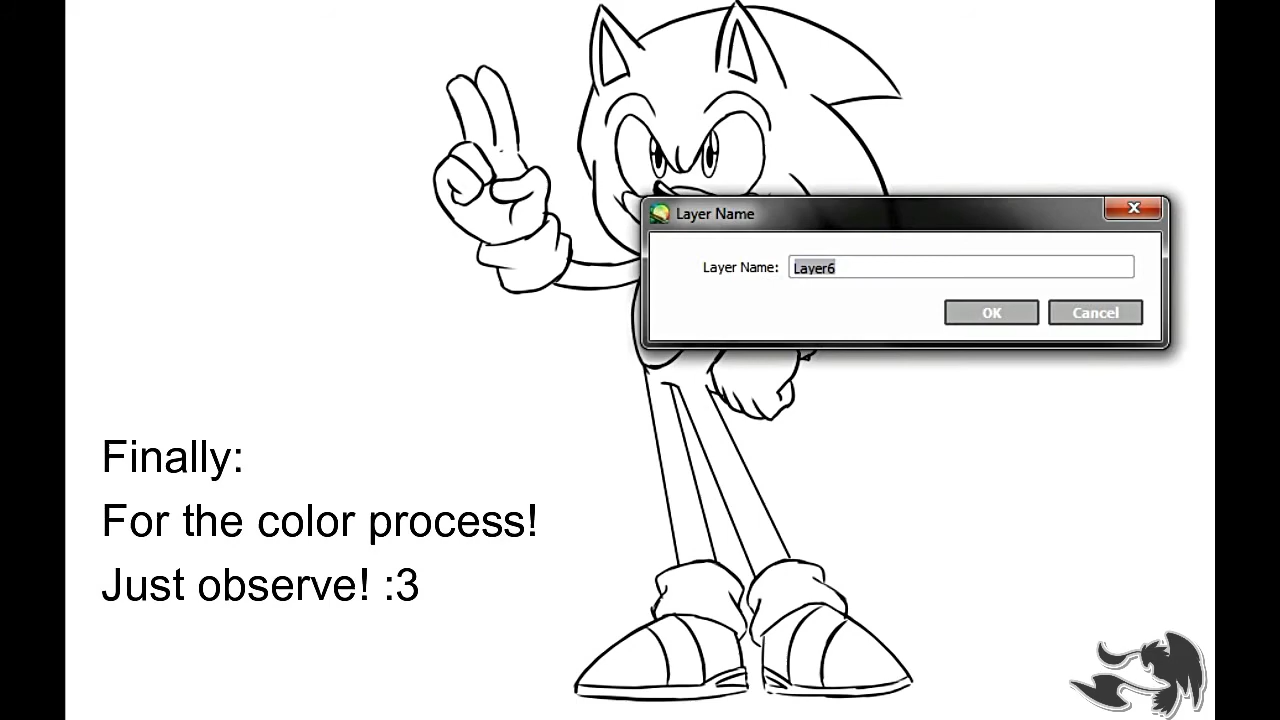 Layer Name
Layer Name: Layer6
OK Cancel
Finally:
For the color process!
Just observe! :3